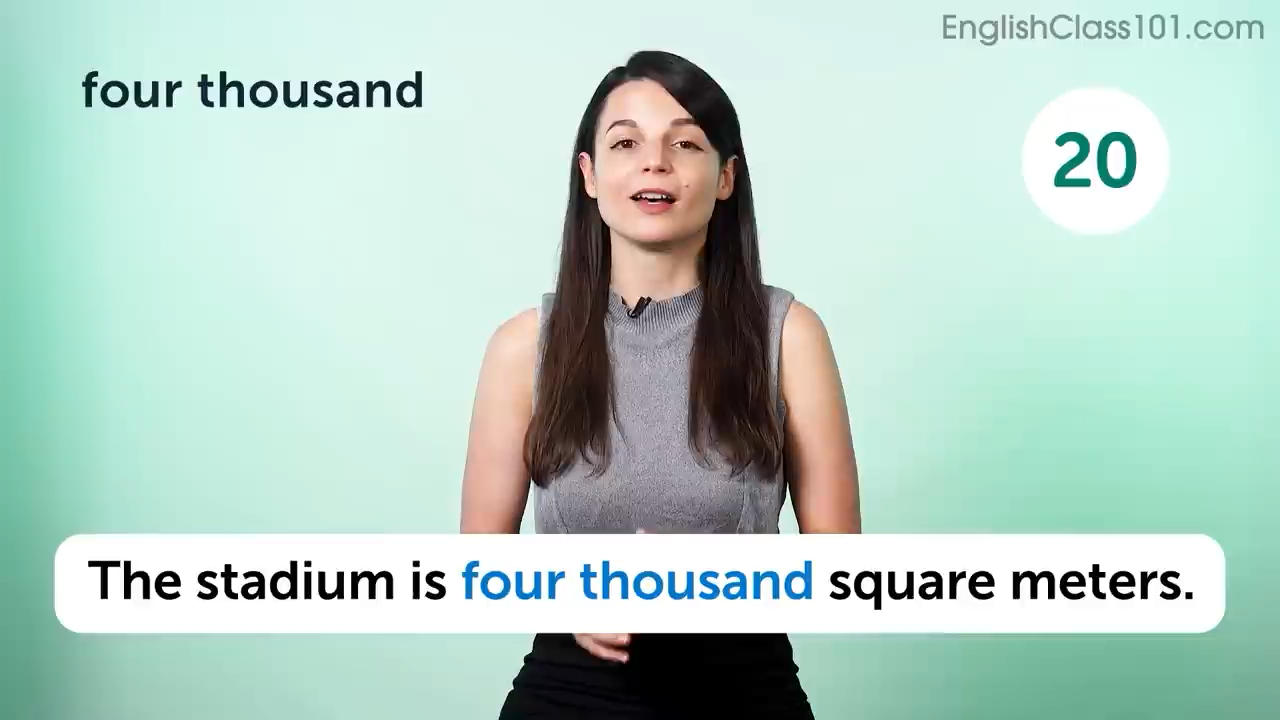 EnglishClass101.com
four thousand
20
The stadium is four thousand square meters.